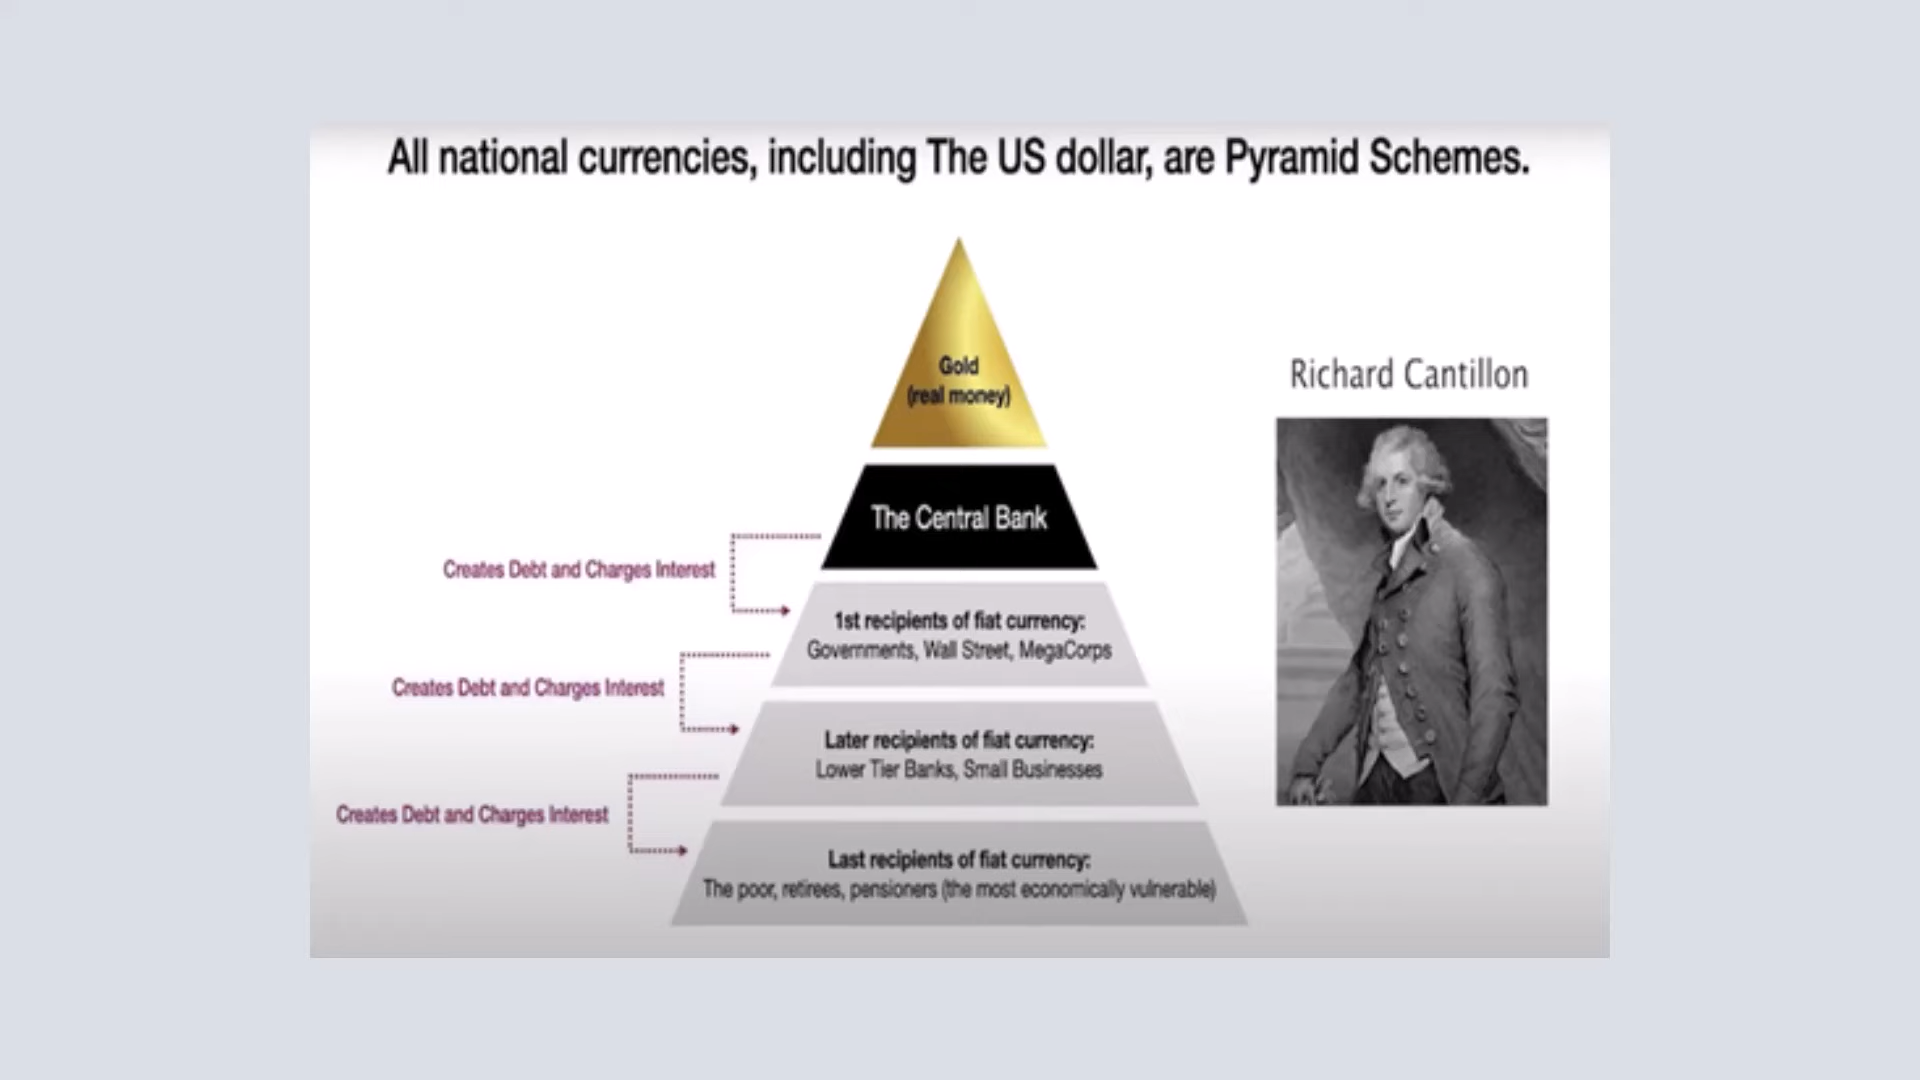 All national currencies, including The US dollar, are Pyramid Schemes.
Gold
(real money)
Richard Cantillon
The Central Bank
Creates Debt and Charges Interest
1st recipients of fiat currency:
Governments, Wall Street, MegaCorps
Creates Debt and Charges Interest
Later recipients of fiat currency:
Lower Tier Banks, Small Businesses
Creates Debt and Charges Interest
Last recipients of fiat currency:
The poor, retirees, pensioners (the most economically vulnerable)